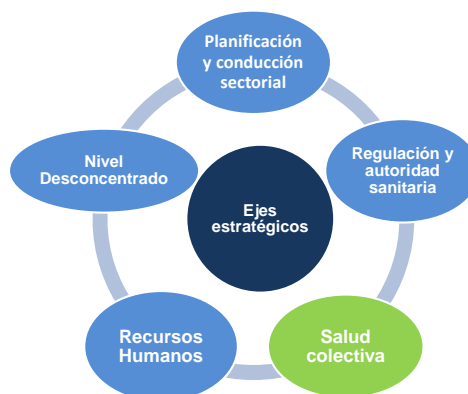 Planificación
y conducción
sectorial
Regulación y
autoridad
sanitaria
Salud
colectiva
Recursos
Humanos
Nivel
Desconcentrado
Ejes
estratégicos